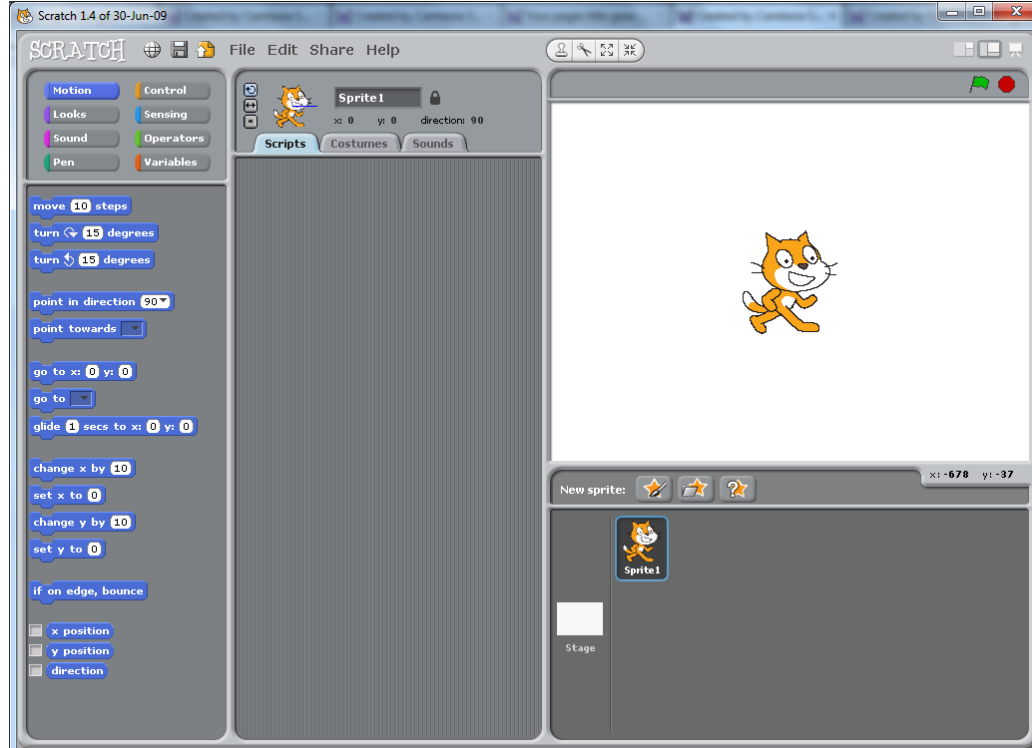 Scratch 1.4 of 30-Jun-09
SCRATCH File Edit Share Help
Motion Control
Looks Sensing
Sound Operators
Pen Variables
move 10 steps
turn 15 degrees
turn 15 degrees
point in direction 90
point towards
go to x: 0 y: 0
go to
glide 1 secs to x: 0 y: 0
change x by 10
set x to 0
change y by 10
set y to 0
if on edge, bounce
x position
y position
direction
Sprite1
x: 0 y: 0 direction: 90
Scripts Costumes Sounds
x: -678 y: -37
New sprite:
Sprite1
Stage